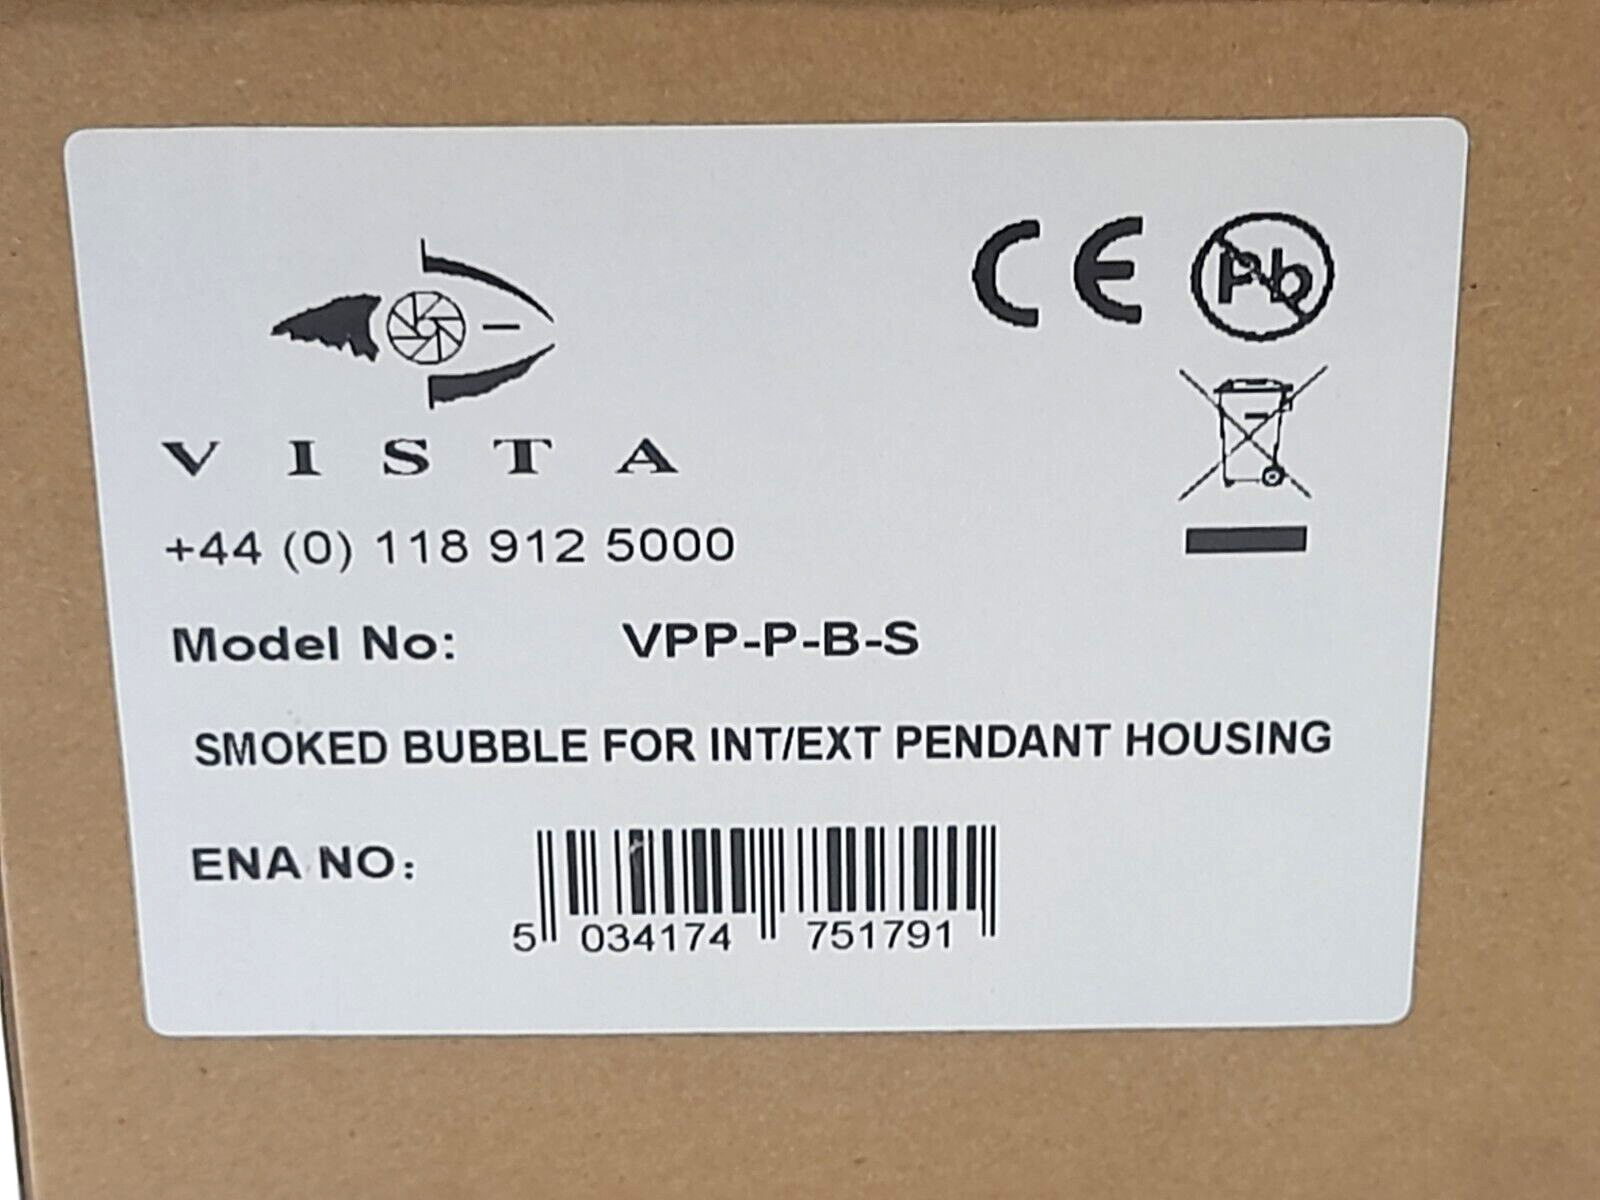 CE Pb
VISTA
+44 (0) 118 912 5000
Model No: VPP-P-B-S
SMOKED BUBBLE FOR INT/EXT PENDANT HOUSING
ENA NO:
5 034174 751791